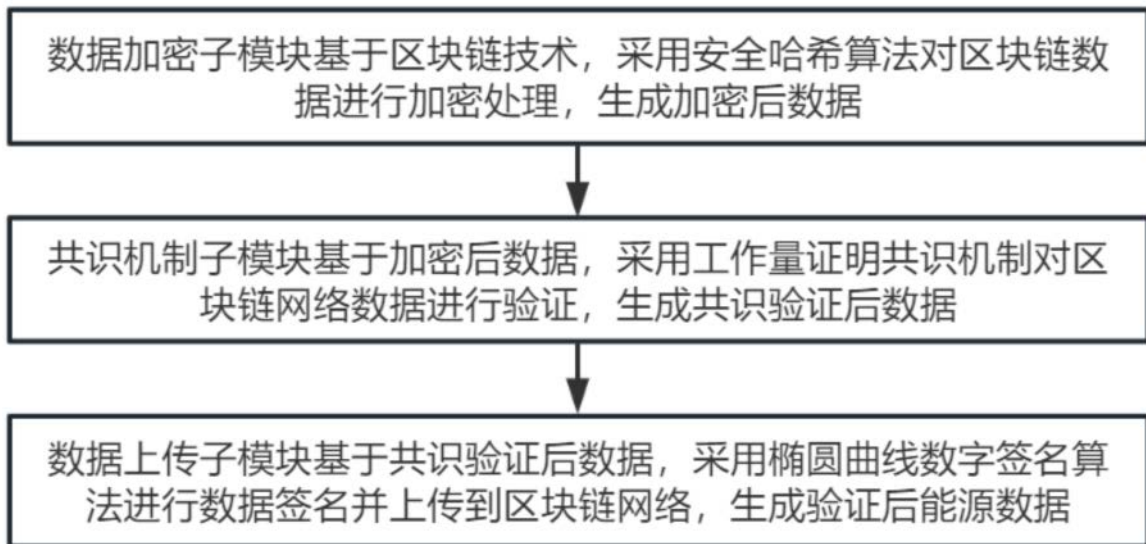 数据加密子模块基于区块链技术，采用安全哈希算法对区块链数
据进行加密处理，生成加密后数据
共识机制子模块基于加密后数据，采用工作量证明共识机制对区
块链网络数据进行验证，生成共识验证后数据
数据上传子模块基于共识验证后数据，采用椭圆曲线数字签名算
法进行数据签名并上传到区块链网络，生成验证后能源数据